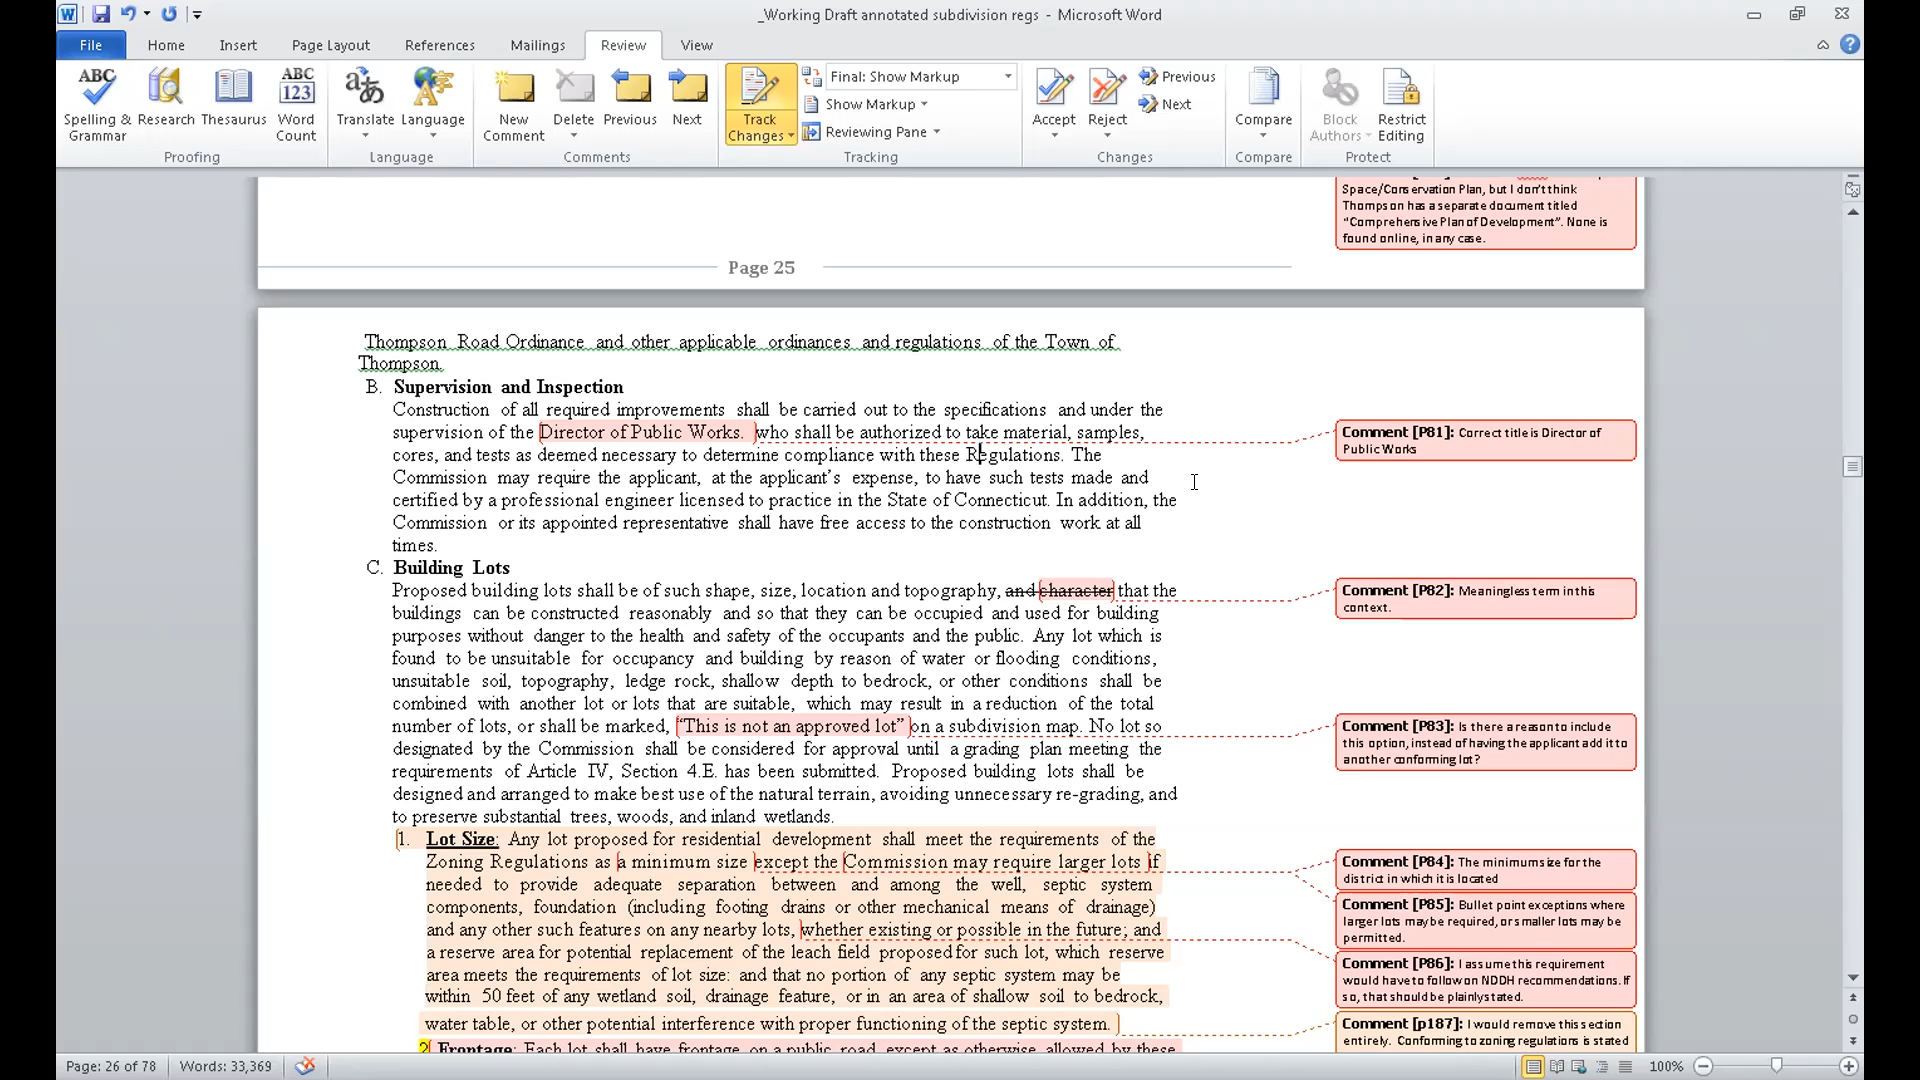 _Working Draft annotated subdivision regs - Microsoft Word
File Home Insert Page Layout References Mailings Review View
ABC Spelling & Grammar
Research
Thesaurus
ABC 123 Word Count
Proofing
Translate
Language
Language
New Comment
Delete
Previous
Next
Comments
Track Changes
Final: Show Markup
Show Markup
Reviewing Pane
Tracking
Accept
Reject
Previous
Next
Changes
Compare
Compare
Block Authors
Restrict Editing
Protect
Space/Conservation Plan, but I don't think
Thompson has a separate document titled
"Comprehensive Plan of Development". None is
found online, in any case.
Page 25
Thompson Road Ordinance and other applicable ordinances and regulations of the Town of
Thompson.
B. Supervision and Inspection
Construction of all required improvements shall be carried out to the specifications and under the
supervision of the Director of Public Works. who shall be authorized to take material, samples,
cores, and tests as deemed necessary to determine compliance with these Regulations. The
Commission may require the applicant, at the applicant's expense, to have such tests made and
certified by a professional engineer licensed to practice in the State of Connecticut. In addition, the
Commission or its appointed representative shall have free access to the construction work at all
times.
Comment [P81]: Correct title is Director of
Public Works
C. Building Lots
Proposed building lots shall be of such shape, size, location and topography, and character that the
buildings can be constructed reasonably and so that they can be occupied and used for building
purposes without danger to the health and safety of the occupants and the public. Any lot which is
found to be unsuitable for occupancy and building by reason of water or flooding conditions,
unsuitable soil, topography, ledge rock, shallow depth to bedrock, or other conditions shall be
combined with another lot or lots that are suitable, which may result in a reduction of the total
number of lots, or shall be marked, "This is not an approved lot" on a subdivision map. No lot so
designated by the Commission shall be considered for approval until a grading plan meeting the
requirements of Article IV, Section 4.E. has been submitted. Proposed building lots shall be
designed and arranged to make best use of the natural terrain, avoiding unnecessary re-grading, and
to preserve substantial trees, woods, and inland wetlands.
Comment [P82]: Meaningless term in this
context.
Comment [P83]: Is there a reason to include
this option, instead of having the applicant add it to
another conforming lot?
1. Lot Size: Any lot proposed for residential development shall meet the requirements of the
Zoning Regulations as a minimum size except the Commission may require larger lots if
needed to provide adequate separation between and among the well, septic system
components, foundation (including footing drains or other mechanical means of drainage)
and any other such features on any nearby lots, whether existing or possible in the future; and
a reserve area for potential replacement of the leach field proposed for such lot, which reserve
area meets the requirements of lot size: and that no portion of any septic system may be
within 50 feet of any wetland soil, drainage feature, or in an area of shallow soil to bedrock,
water table, or other potential interference with proper functioning of the septic system.
2 Frontage: Each lot shall have frontage on a public road, except as otherwise allowed by these
Comment [P84]: The minimum size for the
district in which it is located
Comment [P85]: Bullet point exceptions where
larger lots may be required, or smaller lots may be
permitted.
Comment [P86]: I assume this requirement
would have to follow on NDDH recommendations. If
so, that should be plainly stated.
Comment [p187]: I would remove this section
entirely. Conforming to zoning regulations is stated
Page: 26 of 78 Words: 33,369 100%